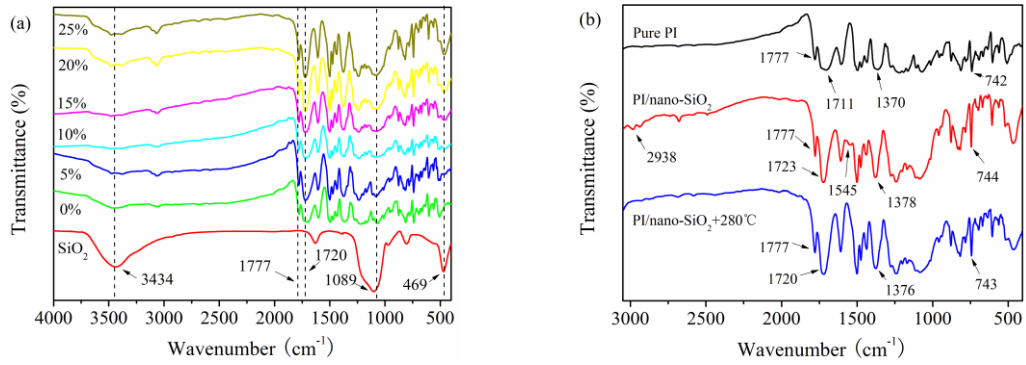 (a)
25%
20%
15%
10%
5%
0%
SiO₂
3434
1777
1720
1089
469
Transmittance (%)
4000 3500 3000 2500 2000 1500 1000 500
Wavenumber (cm⁻¹)
(b)
Pure PI
1777
1711
1370
742
PI/nano-SiO₂
2938
1777
1723
1545
1378
744
PI/nano-SiO₂+280℃
1777
1720
1376
743
Transmittance (%)
3000 2500 2000 1500 1000 500
Wavenumber (cm⁻¹)